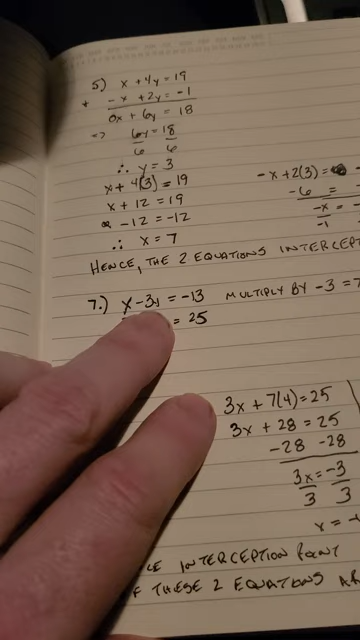 5) x + 4y = 19
+ -x + 2y = -1
0x + 6y = 18
=> 6y = 18
6 6
∴ y = 3
x + 4(3) = 19
x + 12 = 19
-12 = -12
∴ x = 7
-x + 2(3) =
-6 =
-x =
-1
HENCE, THE 2 EQUATIONS INTERCEPT
7.) x - 3y = -13 MULTIPLY BY -3 =
= 25
3x + 7(4) = 25
3x + 28 = 25
-28 -28
3x = -3
3 3
x = -
INTERCEPTION POINT
THESE 2 EQUATIONS